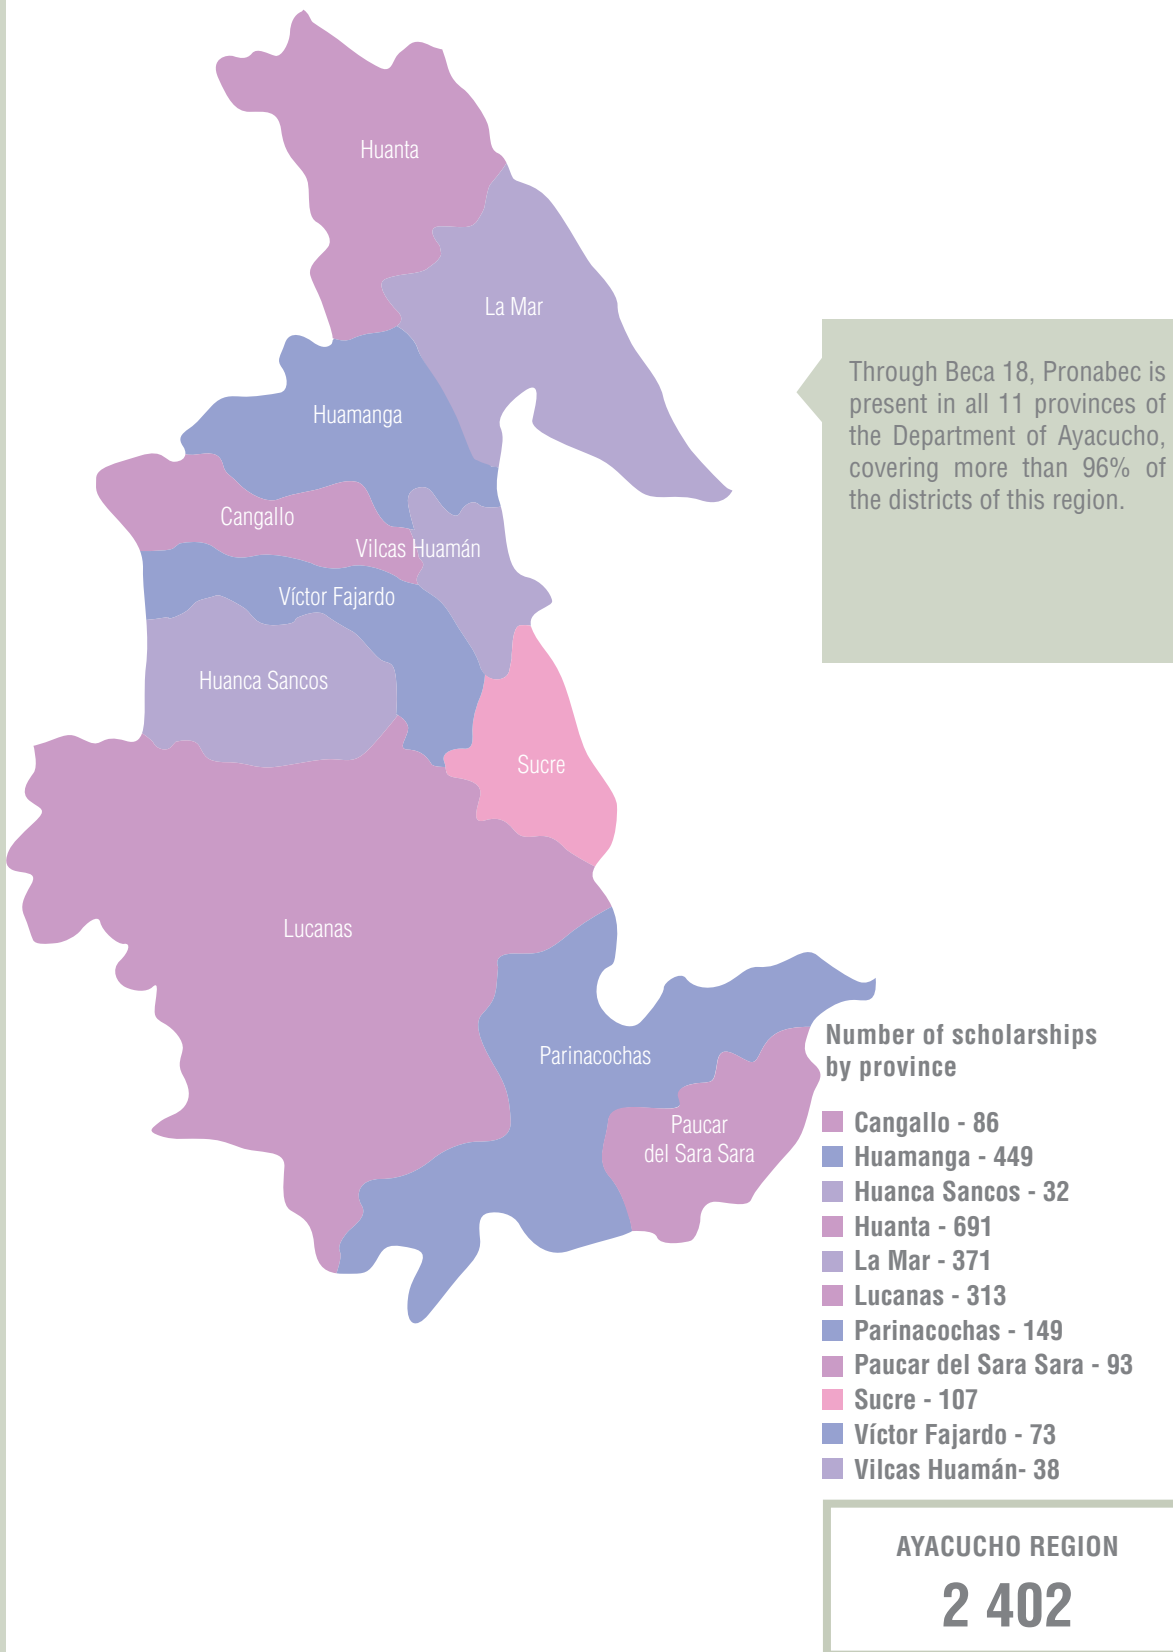 Huanta
La Mar
Huamanga
Cangallo
Vilcas Huamán
Víctor Fajardo
Huanca Sancos
Sucre
Lucanas
Parinacochas
Paucar
del Sara Sara
Through Beca 18, Pronabec is
present in all 11 provinces of
the Department of Ayacucho,
covering more than 96% of
the districts of this region.
Number of scholarships
by province
Cangallo - 86
Huamanga - 449
Huanca Sancos - 32
Huanta - 691
La Mar - 371
Lucanas - 313
Parinacochas - 149
Paucar del Sara Sara - 93
Sucre - 107
Víctor Fajardo - 73
Vilcas Huamán- 38
AYACUCHO REGION
2 402